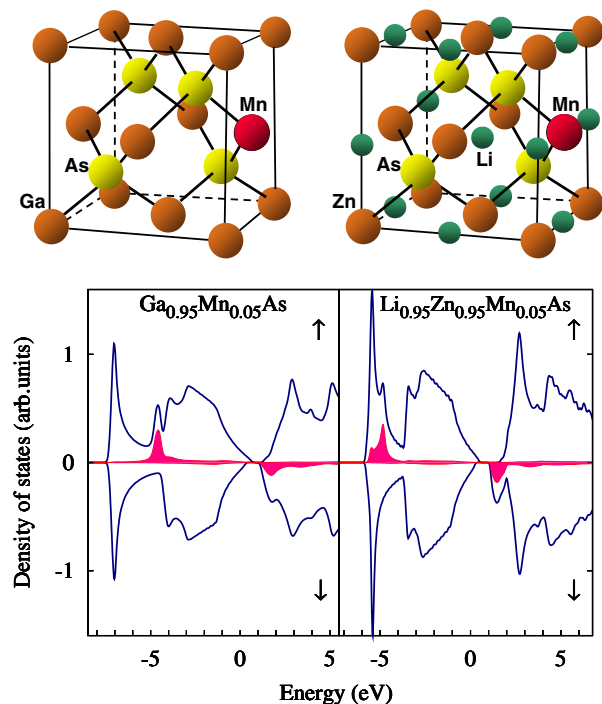 Mn
As
Ga
Mn
Li
As
Zn
Ga0.95Mn0.05As
↑
Li0.95Zn0.95Mn0.05As
↑
Density of states (arb.units)
1
0
-1
↓
↓
-5
0
5
-5
0
5
Energy (eV)